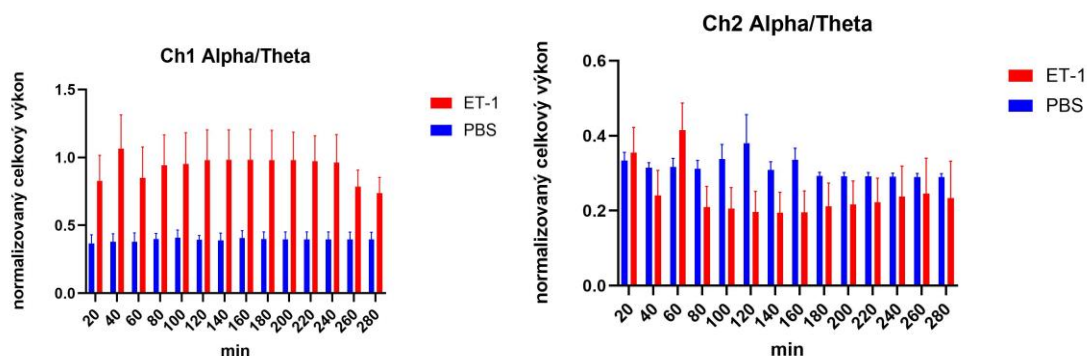 Ch1 Alpha/Theta
normalizovaný celkový výkon
1.5
1.0
0.5
0.0
20 40 60 80 100 120 140 160 180 200 220 240 260 280
min
ET-1
PBS
Ch2 Alpha/Theta
normalizovaný celkový výkon
0.6
0.4
0.2
0.0
20 40 60 80 100 120 140 160 180 200 220 240 260 280
min
ET-1
PBS